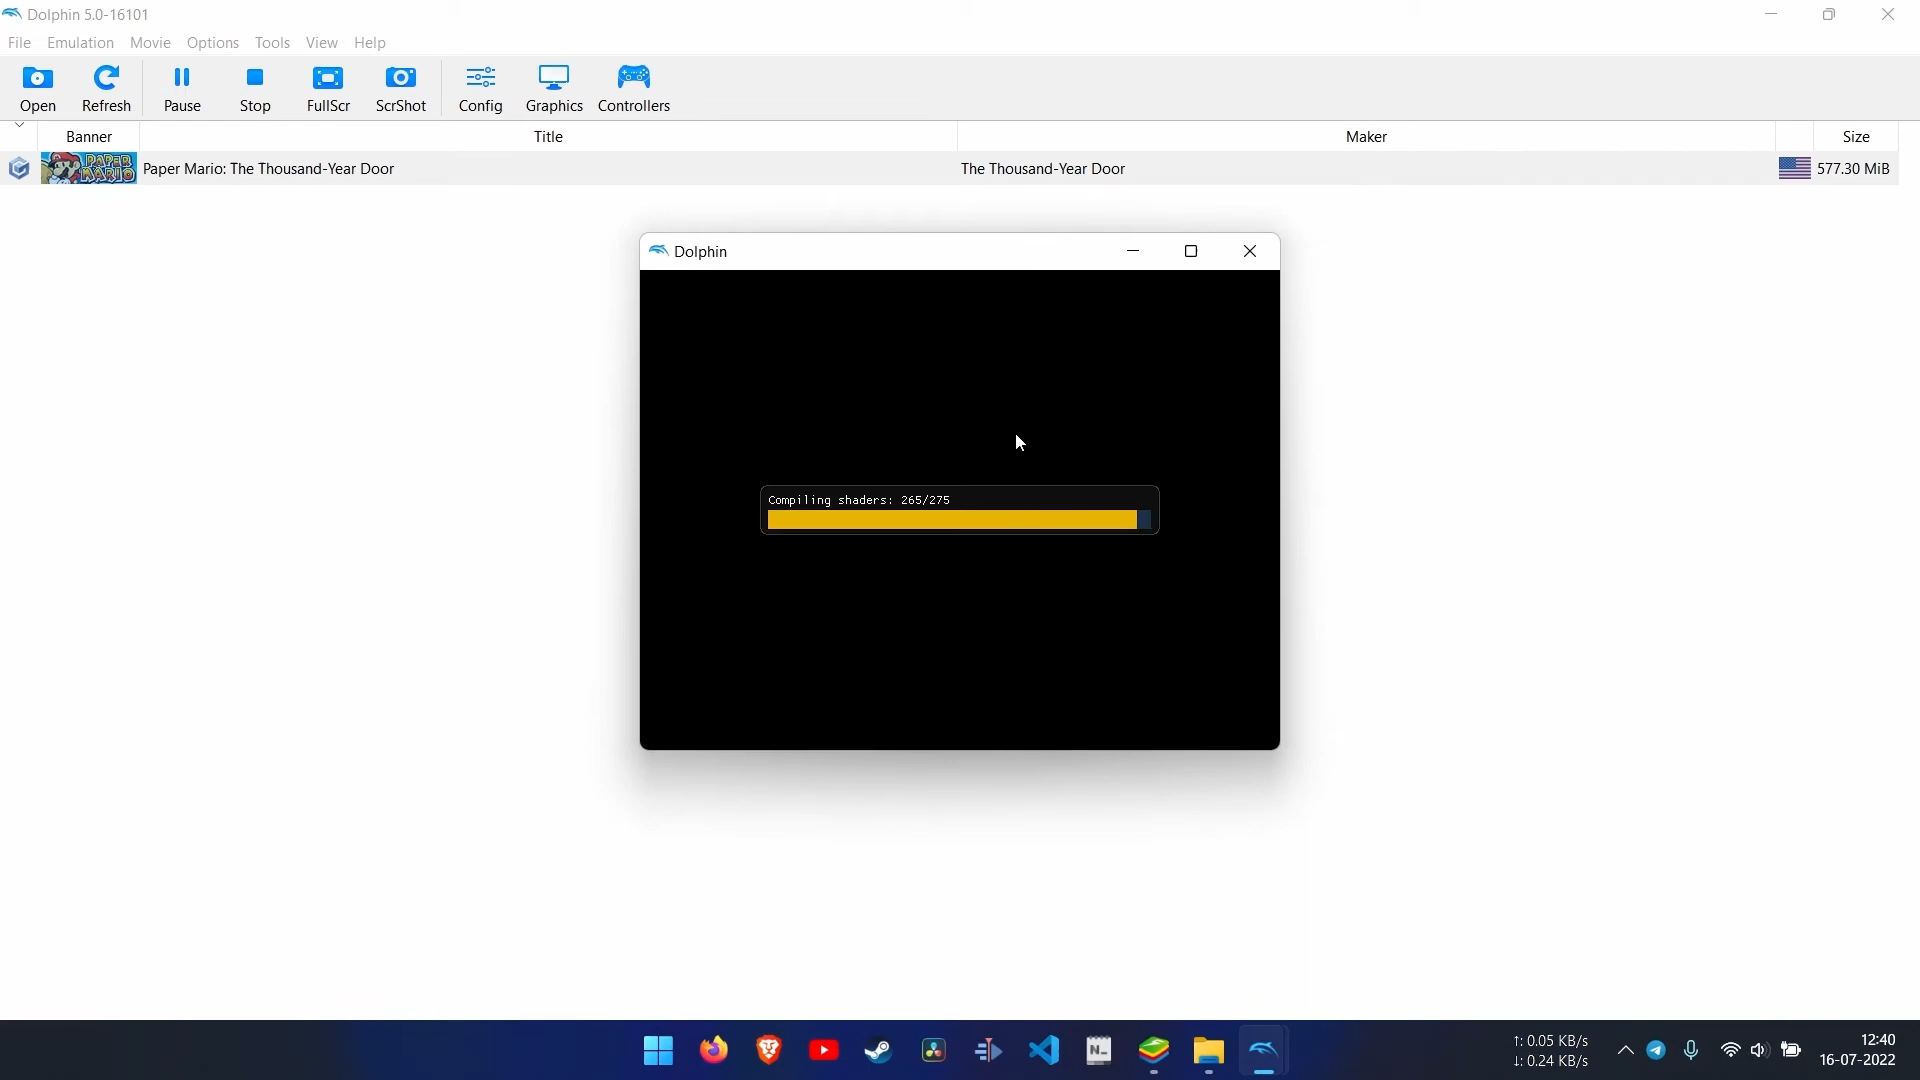 Dolphin 5.0-16101
File Emulation Movie Options Tools View Help
Open Refresh Pause Stop FullScr ScrShot Config Graphics Controllers
Banner Title Maker Size
PAPER MARIO Paper Mario: The Thousand-Year Door The Thousand-Year Door 577.30 MiB
Dolphin
Compiling shaders: 265/275
↑: 0.05 KB/s
↓: 0.24 KB/s
12:40
16-07-2022